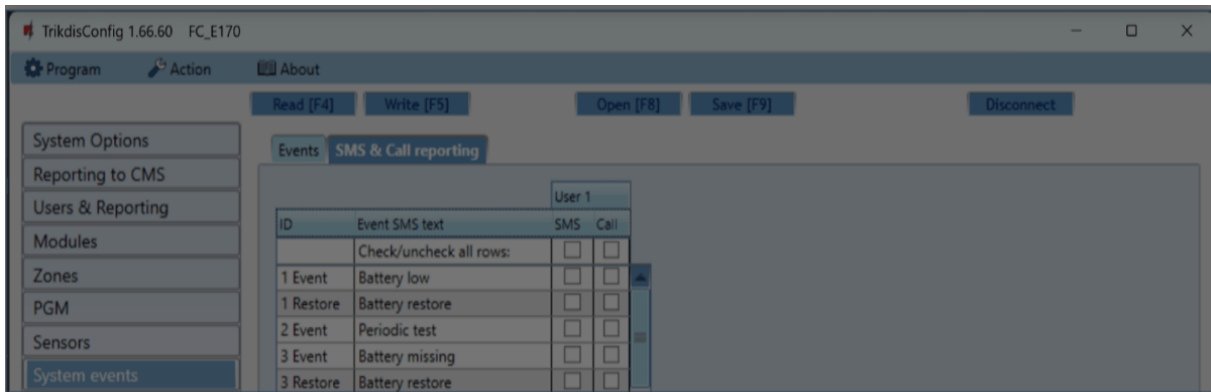 TrikdisConfig 1.66.60 FC_E170
Program Action About
Read [F4] Write [F5] Open [F8] Save [F9] Disconnect
System Options
Reporting to CMS
Users & Reporting
Modules
Zones
PGM
Sensors
System events
Events SMS & Call reporting
User 1
ID Event SMS text SMS Call
Check/uncheck all rows:
1 Event Battery low
1 Restore Battery restore
2 Event Periodic test
3 Event Battery missing
3 Restore Battery restore